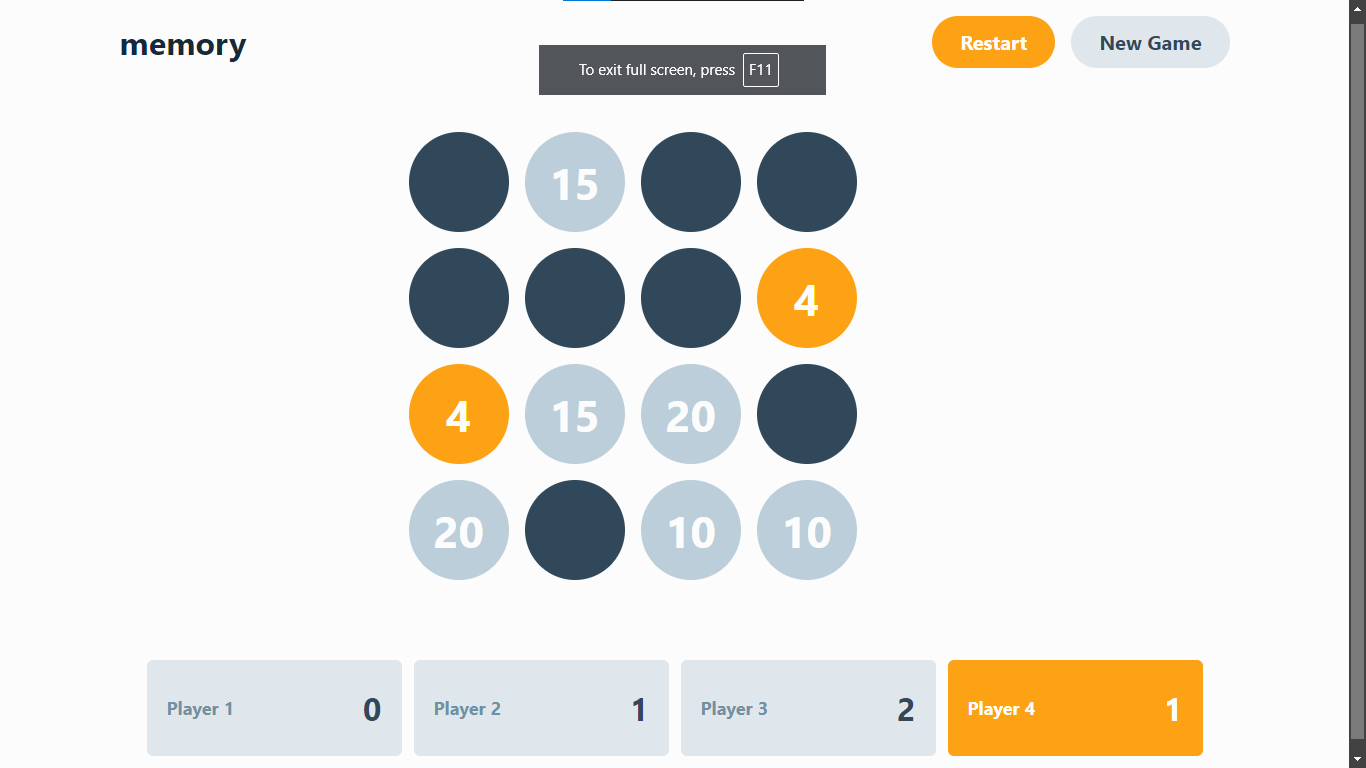 memory
Restart
New Game
To exit full screen, press F11
15
4
4 15 20
20 10 10
Player 1 0
Player 2 1
Player 3 2
Player 4 1